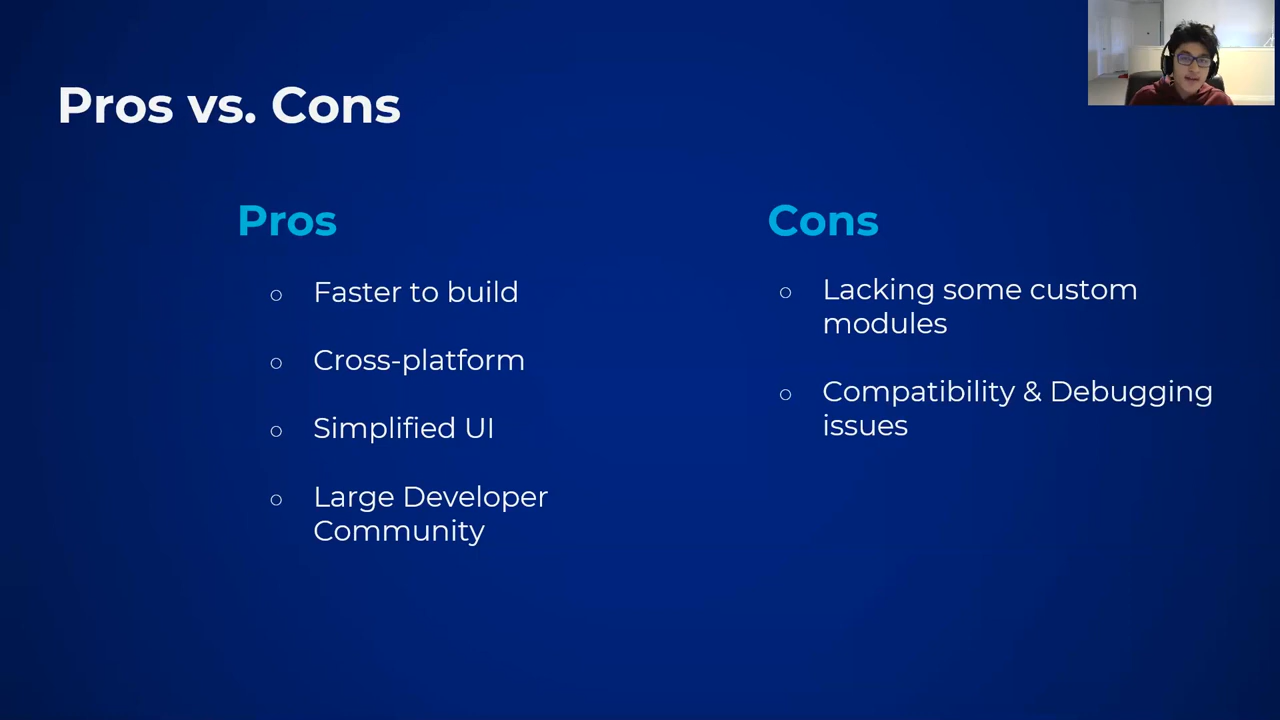 Pros vs. Cons
Pros
Faster to build
Cross-platform
Simplified UI
Large Developer
Community
Cons
Lacking some custom
modules
Compatibility & Debugging
issues